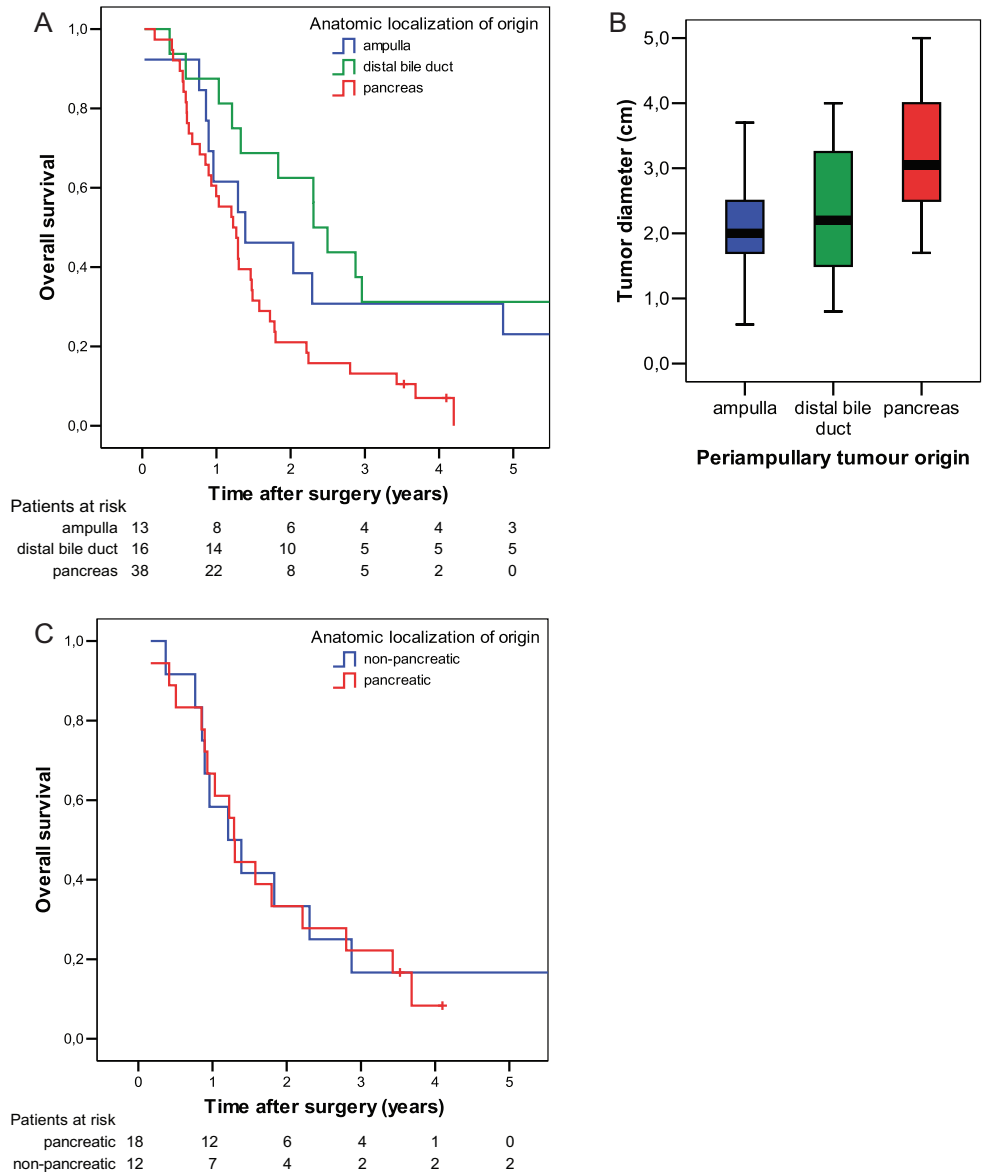 A
Anatomic localization of origin
ampulla
distal bile duct
pancreas
1,0
0,8
0,6
0,4
0,2
0,0
Overall survival
0 1 2 3 4 5
Time after surgery (years)
Patients at risk
ampulla 13 8 6 4 4 3
distal bile duct 16 14 10 5 5 5
pancreas 38 22 8 5 2 0
B
5,0
4,0
3,0
2,0
1,0
0,0
Tumor diameter (cm)
ampulla distal bile duct pancreas
Periampullary tumour origin
C
Anatomic localization of origin
non-pancreatic
pancreatic
1,0
0,8
0,6
0,4
0,2
0,0
Overall survival
0 1 2 3 4 5
Time after surgery (years)
Patients at risk
pancreatic 18 12 6 4 1 0
non-pancreatic 12 7 4 2 2 2